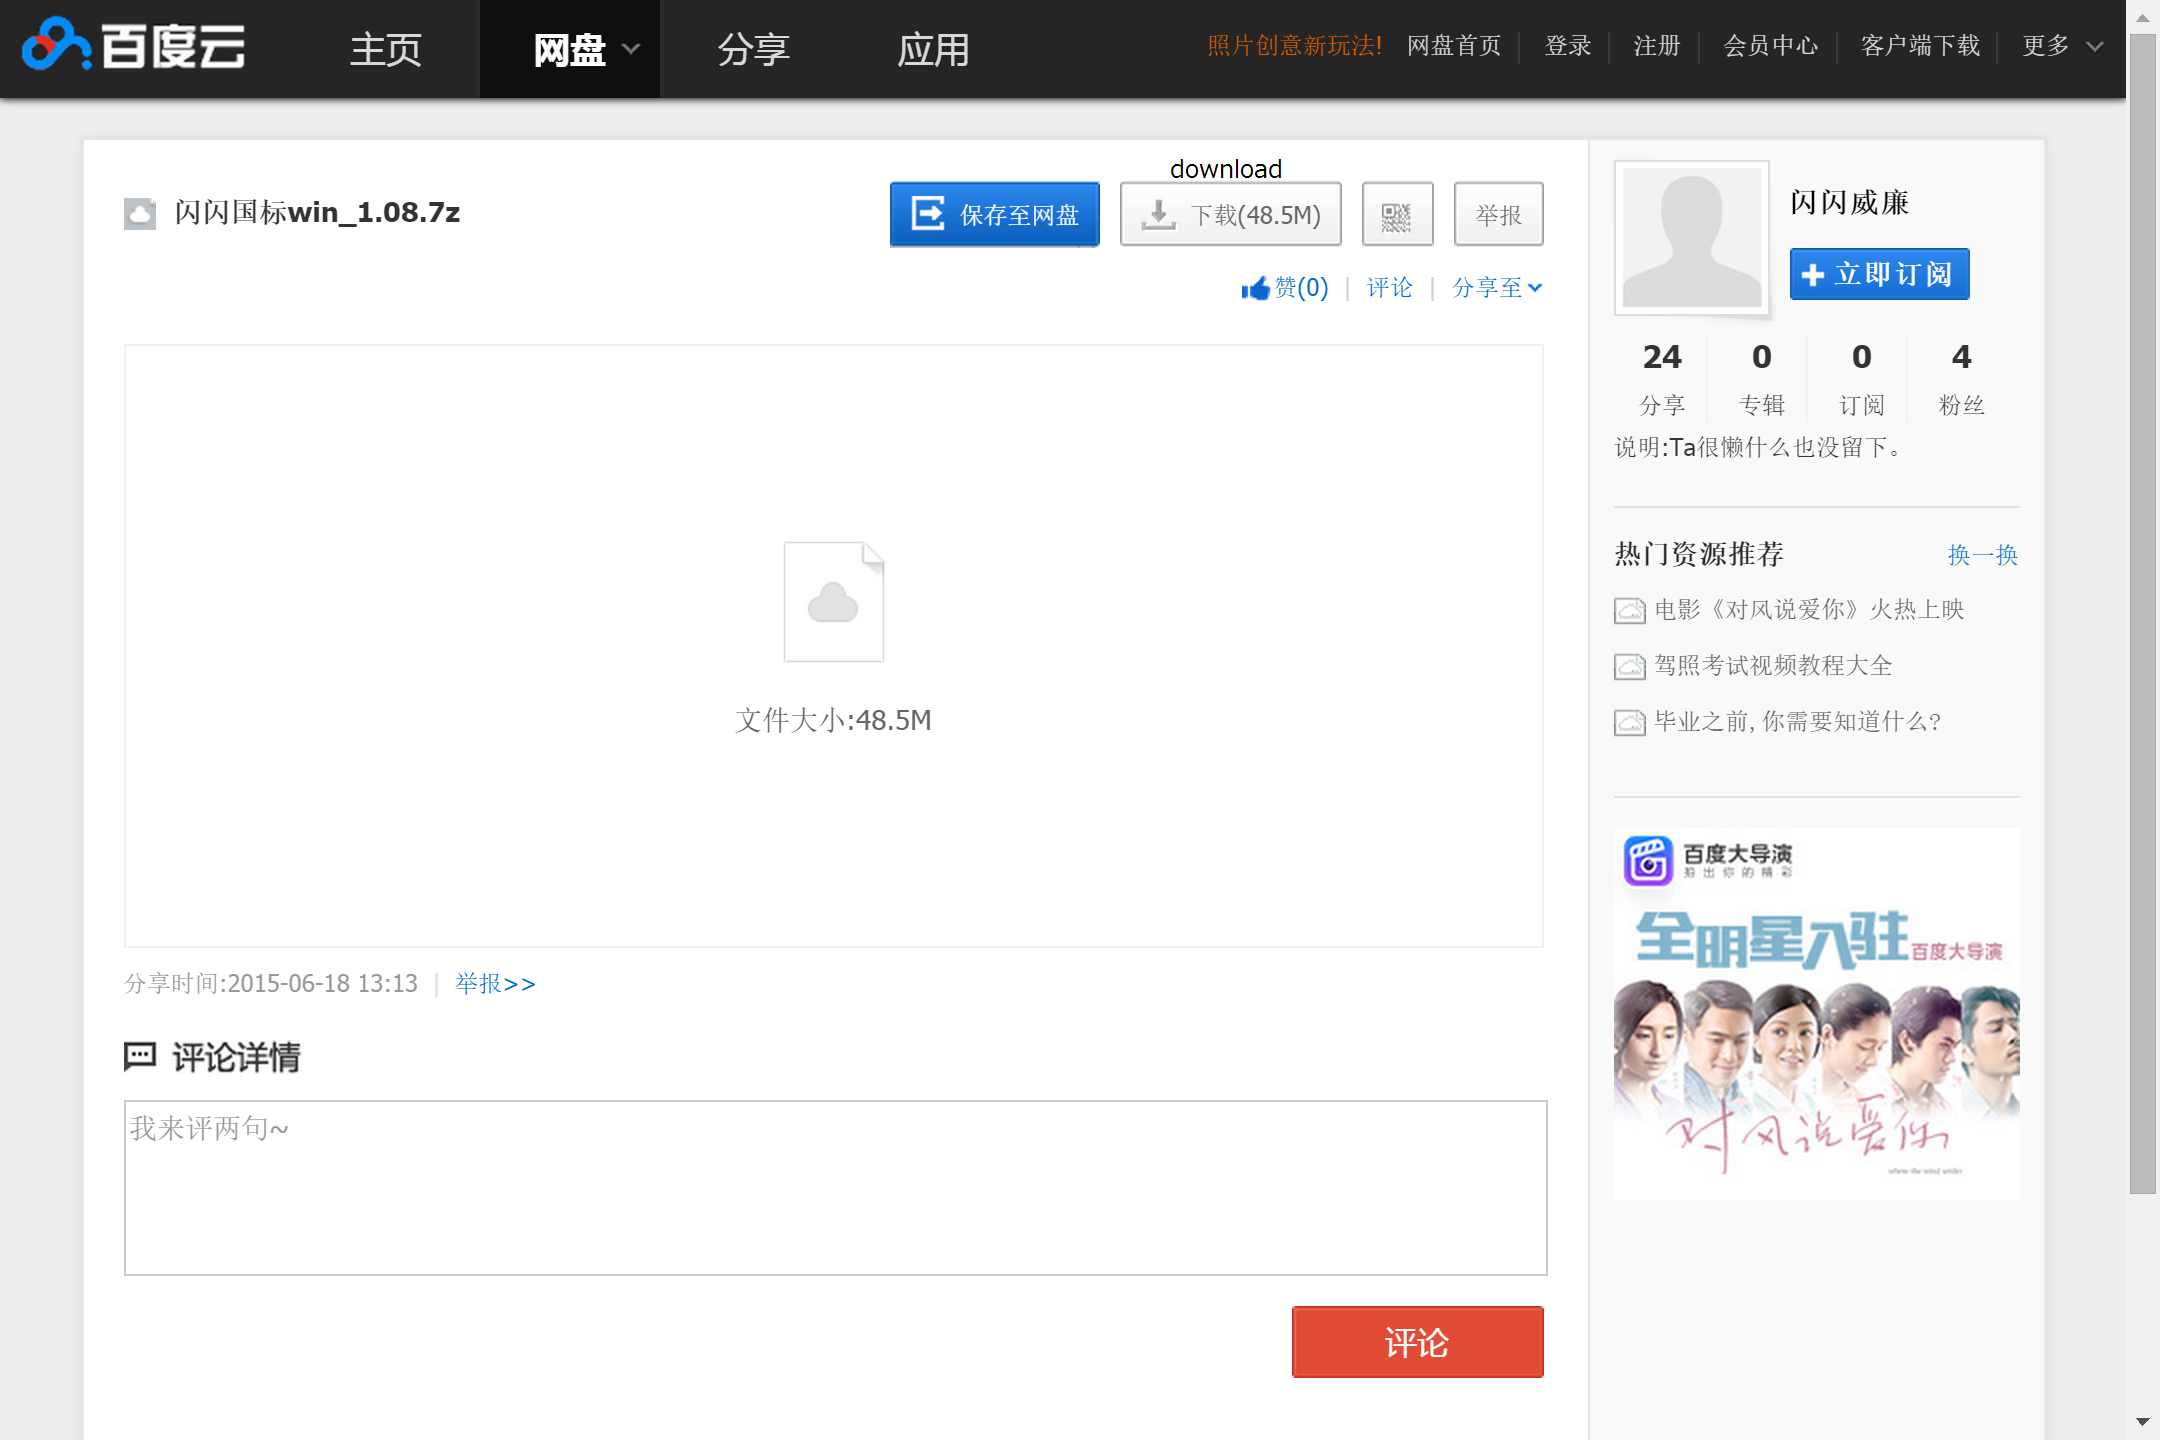 百度云 主页 网盘 分享 应用 照片创意新玩法! 网盘首页 登录 注册 会员中心 客户端下载 更多
download
闪闪国标win_1.08.7z 保存至网盘 下载(48.5M) 举报
赞(0) 评论 分享至
文件大小:48.5M
分享时间:2015-06-18 13:13 举报>>
评论详情
我来评两句~
评论
闪闪威廉
立即订阅
24 0 0 4
分享 专辑 订阅 粉丝
说明:Ta很懒什么也没留下。
热门资源推荐 换一换
电影《对风说爱你》火热上映
驾照考试视频教程大全
毕业之前,你需要知道什么?
百度大导演
拍出你的精彩
全明星入驻 百度大导演
对风说爱你
where the wind settles